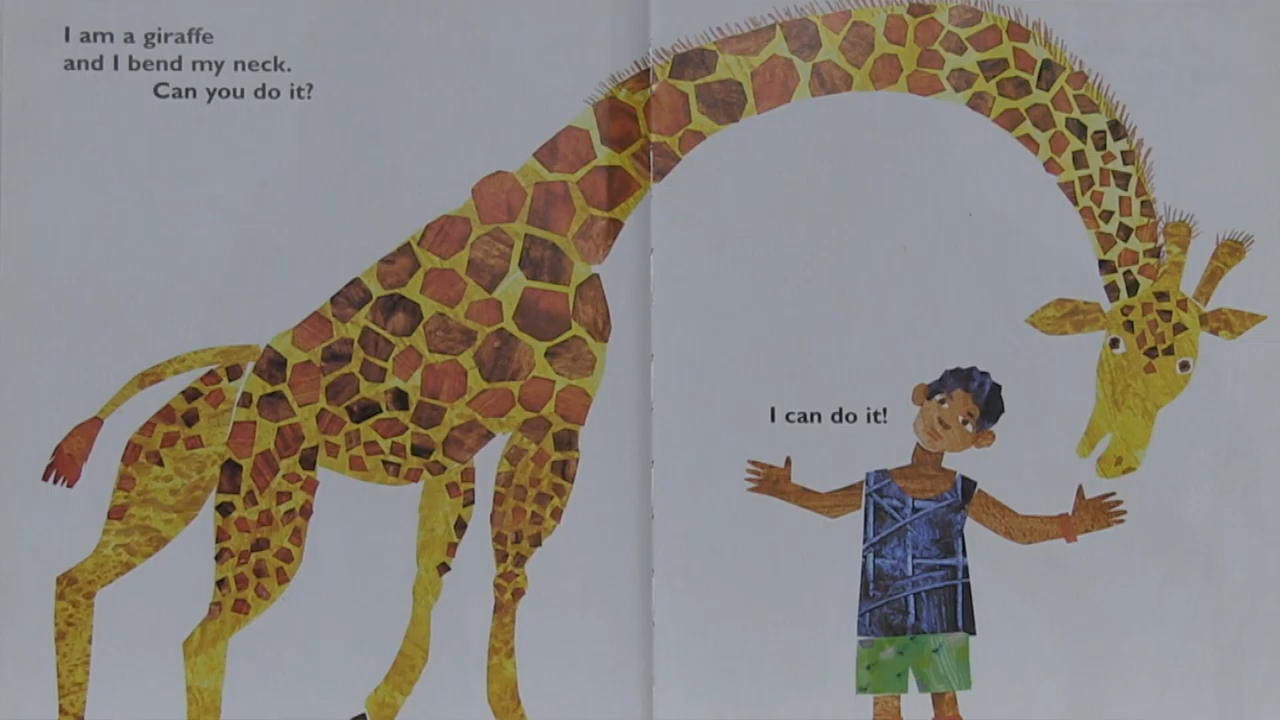 I am a giraffe
and I bend my neck.
Can you do it?
I can do it!